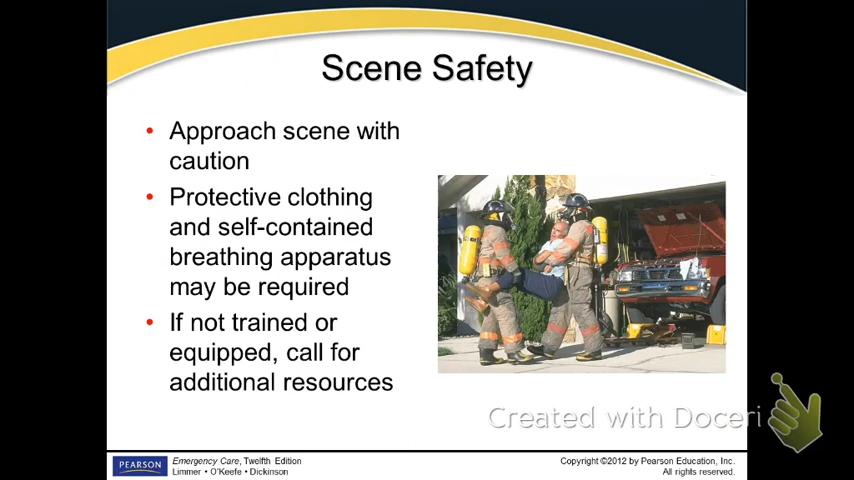 Scene Safety
• Approach scene with
caution
• Protective clothing
and self-contained
breathing apparatus
may be required
• If not trained or
equipped, call for
additional resources
Created with Doceri
PEARSON
Emergency Care, Twelfth Edition
Limmer • O'Keefe • Dickinson
Copyright ©2012 by Pearson Education, Inc.
All rights reserved.